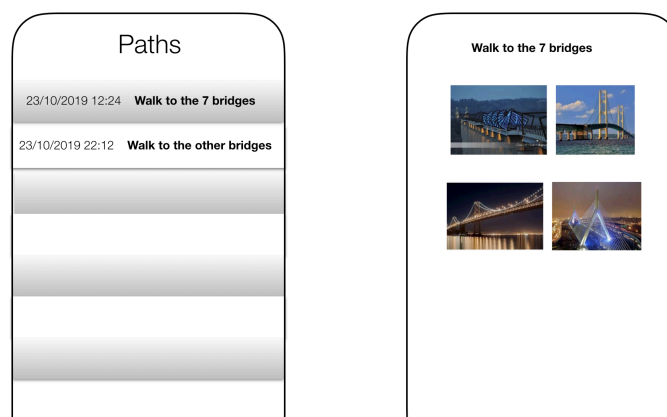 Paths
23/10/2019 12:24 Walk to the 7 bridges
23/10/2019 22:12 Walk to the other bridges
Walk to the 7 bridges